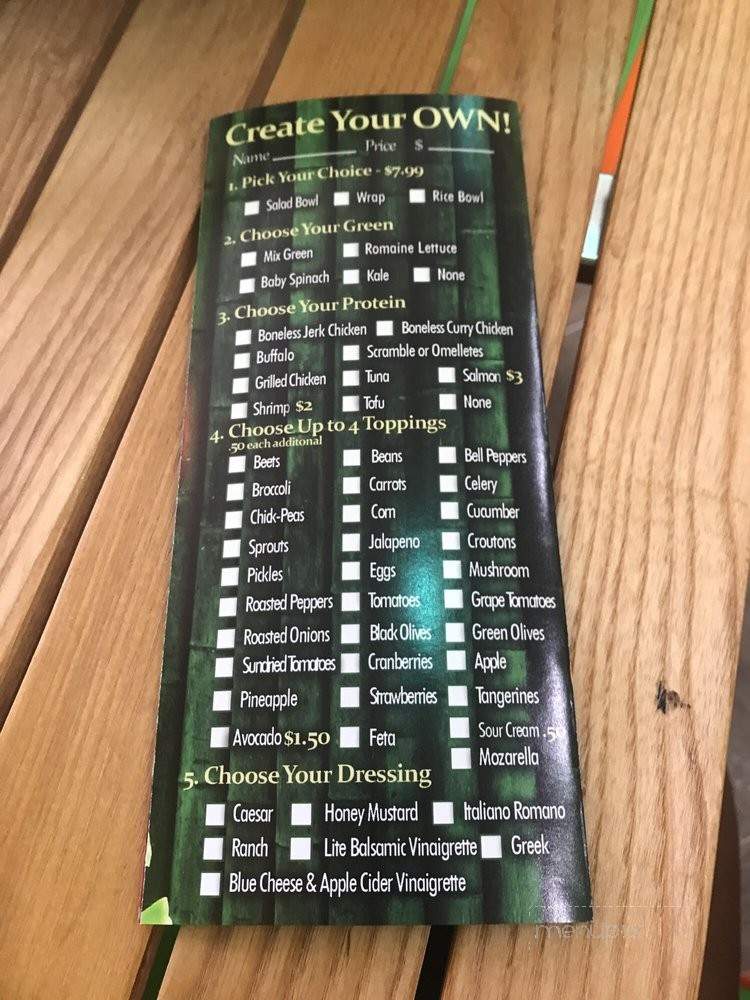 Create Your OWN!
Name Price $
1. Pick Your Choice - $7.99
Salad Bowl Wrap Rice Bowl
2. Choose Your Green
Mix Green Romaine Lettuce
Baby Spinach Kale None
3. Choose Your Protein
Boneless Jerk Chicken Boneless Curry Chicken
Buffalo Scramble or Omelletes
Grilled Chicken Tuna Salmon $3
Shrimp $2 Tofu None
4. Choose Up to 4 Toppings
.50 each additonal
Beets Beans Bell Peppers
Broccoli Carrots Celery
Chick-Peas Corn Cucumber
Sprouts Jalapeno Croutons
Pickles Eggs Mushroom
Roasted Peppers Tomatoes Grape Tomatoes
Roasted Onions Black Olives Green Olives
Sundried Tomatoes Cranberries Apple
Pineapple Strawberries Tangerines
Avocado $1.50 Feta Sour Cream .50
Mozarella
5. Choose Your Dressing
Caesar Honey Mustard Italiano Romano
Ranch Lite Balsamic Vinaigrette Greek
Blue Cheese & Apple Cider Vinaigrette